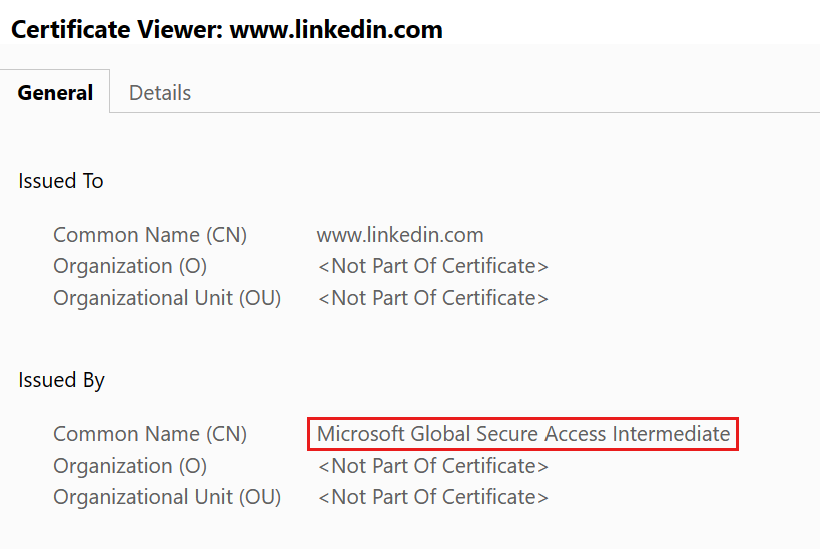 Certificate Viewer: www.linkedin.com
General Details
Issued To
Common Name (CN) www.linkedin.com
Organization (O) <Not Part Of Certificate>
Organizational Unit (OU) <Not Part Of Certificate>
Issued By
Common Name (CN) Microsoft Global Secure Access Intermediate
Organization (O) <Not Part Of Certificate>
Organizational Unit (OU) <Not Part Of Certificate>